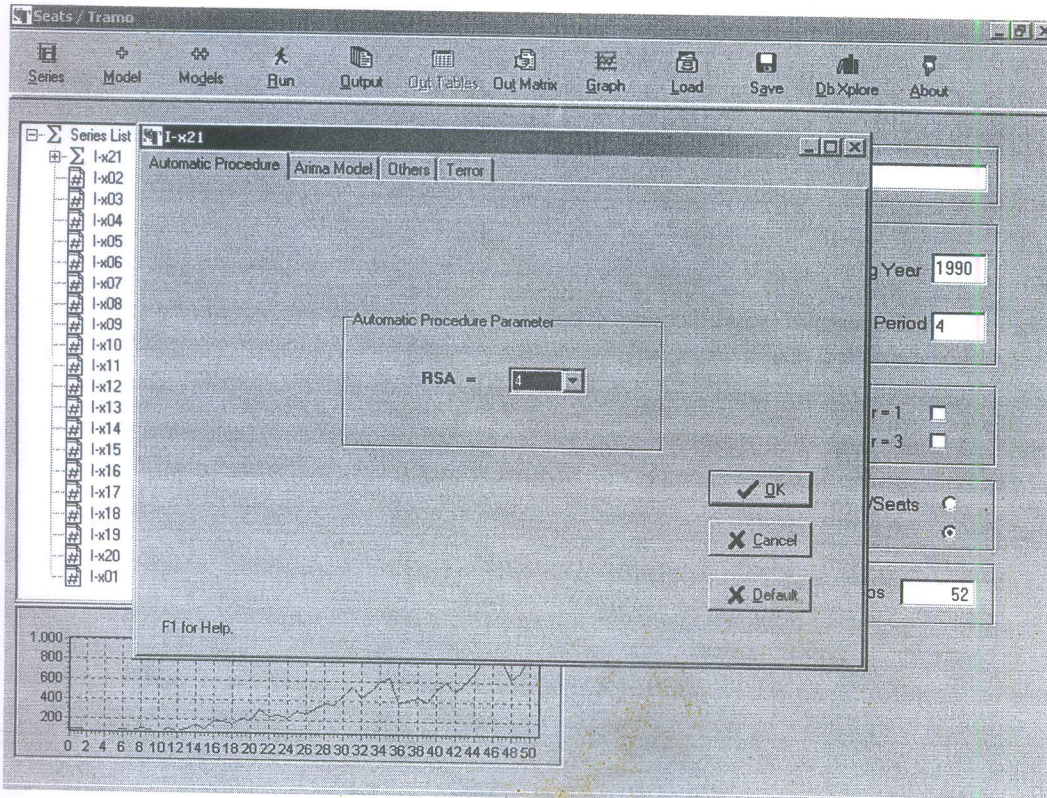 Seats / Tramo
Series Model Models Run Output Out Tables Out Matrix Graph Load Save Db Xplore About
Series List
I-x21
I-x02
I-x03
I-x04
I-x05
I-x06
I-x07
I-x08
I-x09
I-x10
I-x11
I-x12
I-x13
I-x14
I-x15
I-x16
I-x17
I-x18
I-x19
I-x20
I-x01
I-x21
Automatic Procedure Arima Model Others Terror
Automatic Procedure Parameter
RSA = 4
OK
Cancel
Default
F1 for Help.
g Year 1990
Period 4
r = 1
r = 3
/Seats
os 52
1.000
800
600
400
200
0 2 4 6 8 10 12 14 16 18 20 22 24 26 28 30 32 34 36 38 40 42 44 46 48 50